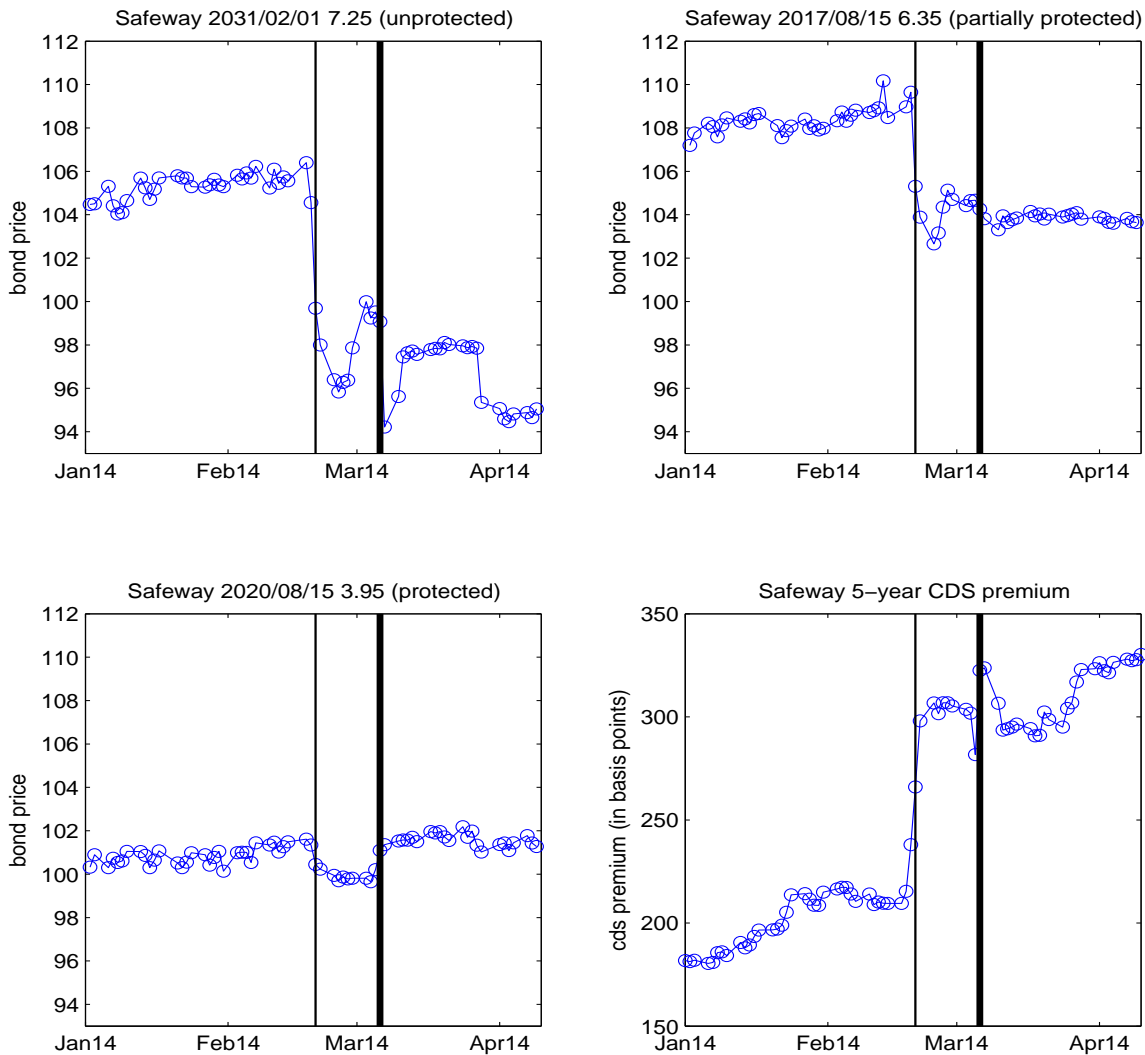 Safeway 2031/02/01 7.25 (unprotected)
112
110
108
106
104
102
100
98
96
94
bond price
Jan14 Feb14 Mar14 Apr14
Safeway 2017/08/15 6.35 (partially protected)
112
110
108
106
104
102
100
98
96
94
bond price
Jan14 Feb14 Mar14 Apr14
Safeway 2020/08/15 3.95 (protected)
112
110
108
106
104
102
100
98
96
94
bond price
Jan14 Feb14 Mar14 Apr14
Safeway 5−year CDS premium
350
300
250
200
150
cds premium (in basis points)
Jan14 Feb14 Mar14 Apr14